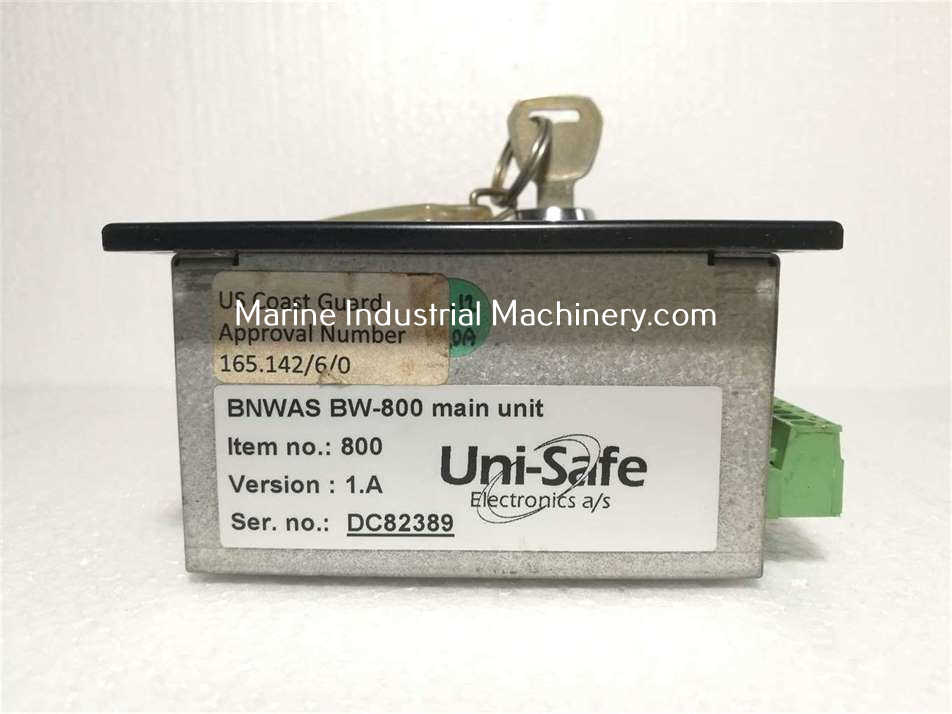 US Coast Guard
Approval Number
165.142/6/0
Marine Industrial Machinery.com
BNWAS BW-800 main unit
Item no.: 800
Version : 1.A
Ser. no.: DC82389
Uni-Safe
Electronics a/s